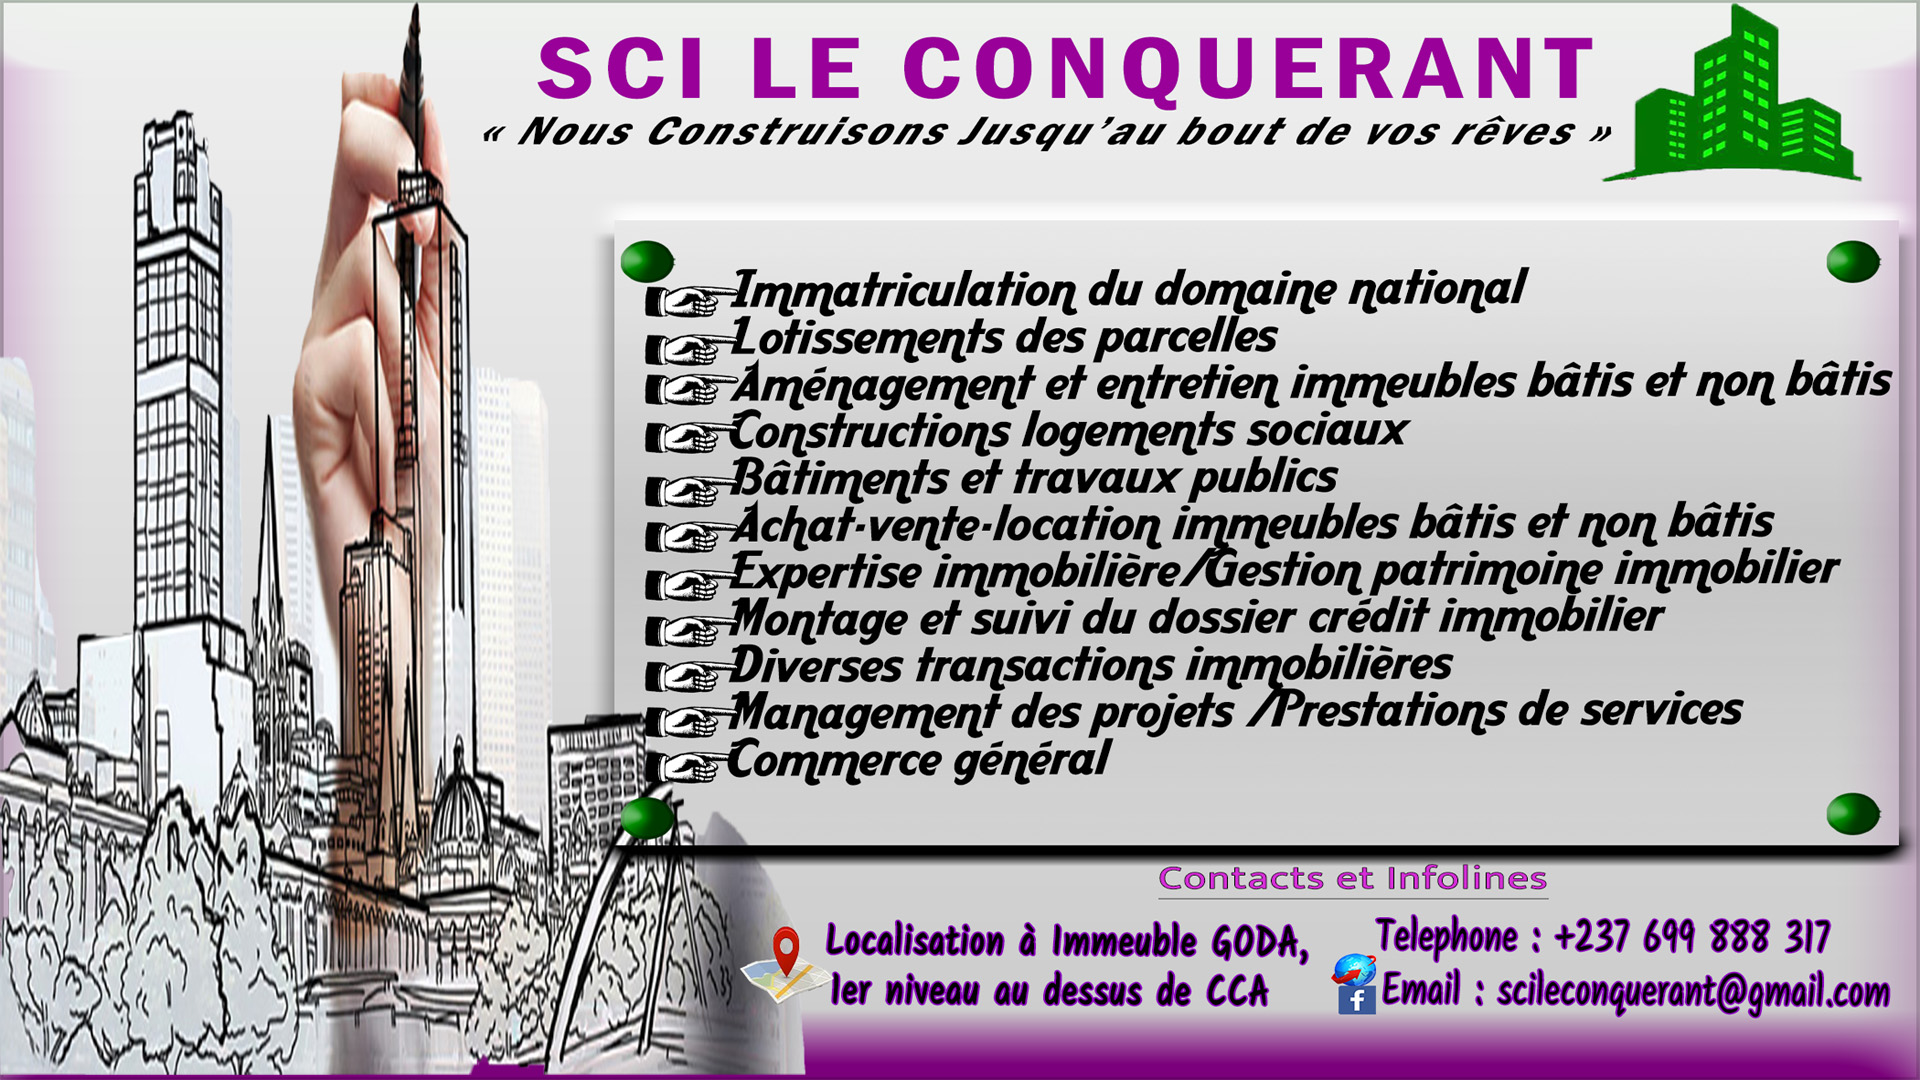 SCI LE CONQUERANT
« Nous Construisons Jusqu'au bout de vos rêves »
Immatriculation du domaine national
Lotissements des parcelles
Aménagement et entretien immeubles bâtis et non bâtis
Constructions logements sociaux
Bâtiments et travaux publics
Achat-vente-location immeubles bâtis et non bâtis
Expertise immobilière/Gestion patrimoine immobilier
Montage et suivi du dossier crédit immobilier
Diverses transactions immobilières
Management des projets /Prestations de services
Commerce général
Contacts et Infolines
Localisation à Immeuble GODA,
1er niveau au dessus de CCA
Telephone : +237 699 888 317
Email : scileconquerant@gmail.com